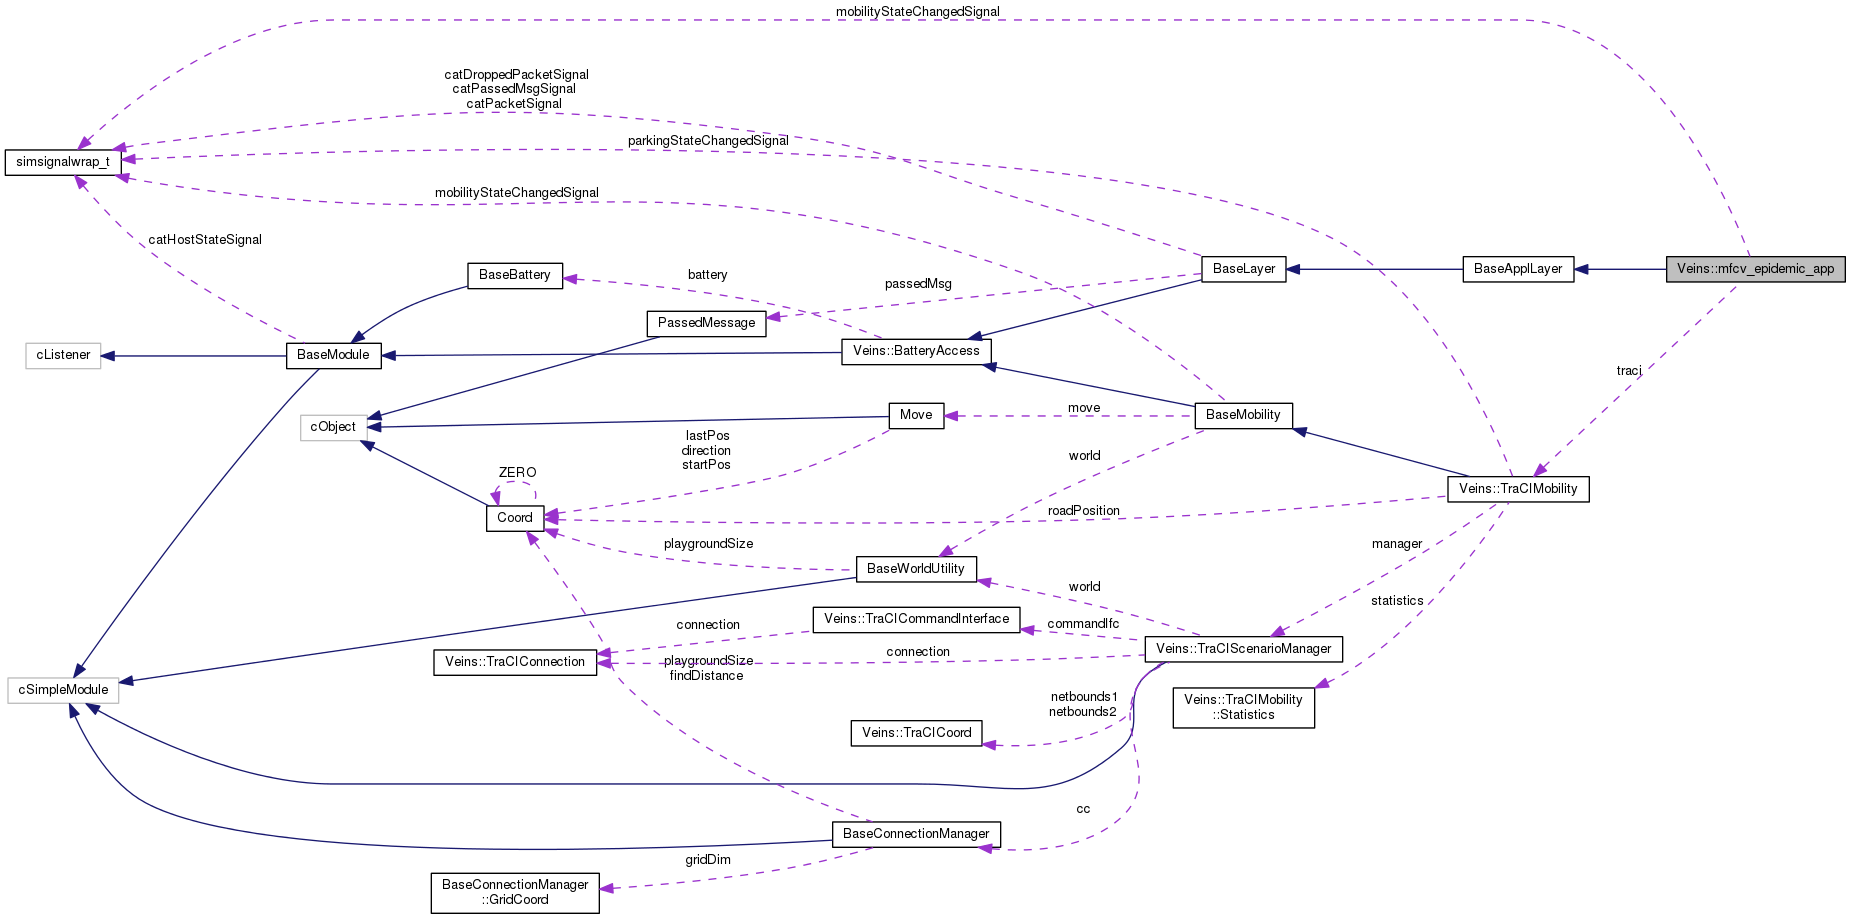 mobilityStateChangedSignal
catDroppedPacketSignal
catPassedMsgSignal
catPacketSignal
parkingStateChangedSignal
simsignalwrap_t
mobilityStateChangedSignal
catHostStateSignal
BaseBattery
battery
passedMsg
BaseLayer
BaseApplLayer
Veins::mfcv_epidemic_app
PassedMessage
cListener
BaseModule
Veins::BatteryAccess
traci
cObject
Move
move
BaseMobility
lastPos
direction
startPos
world
ZERO
Coord
roadPosition
Veins::TraCIMobility
playgroundSize
BaseWorldUtility
manager
world
statistics
connection
Veins::TraCICommandInterface
commandIfc
Veins::TraCIConnection
playgroundSize
findDistance
connection
Veins::TraCIScenarioManager
cSimpleModule
netbounds1
netbounds2
Veins::TraCIMobility
::Statistics
Veins::TraCICoord
cc
BaseConnectionManager
gridDim
BaseConnectionManager
::GridCoord